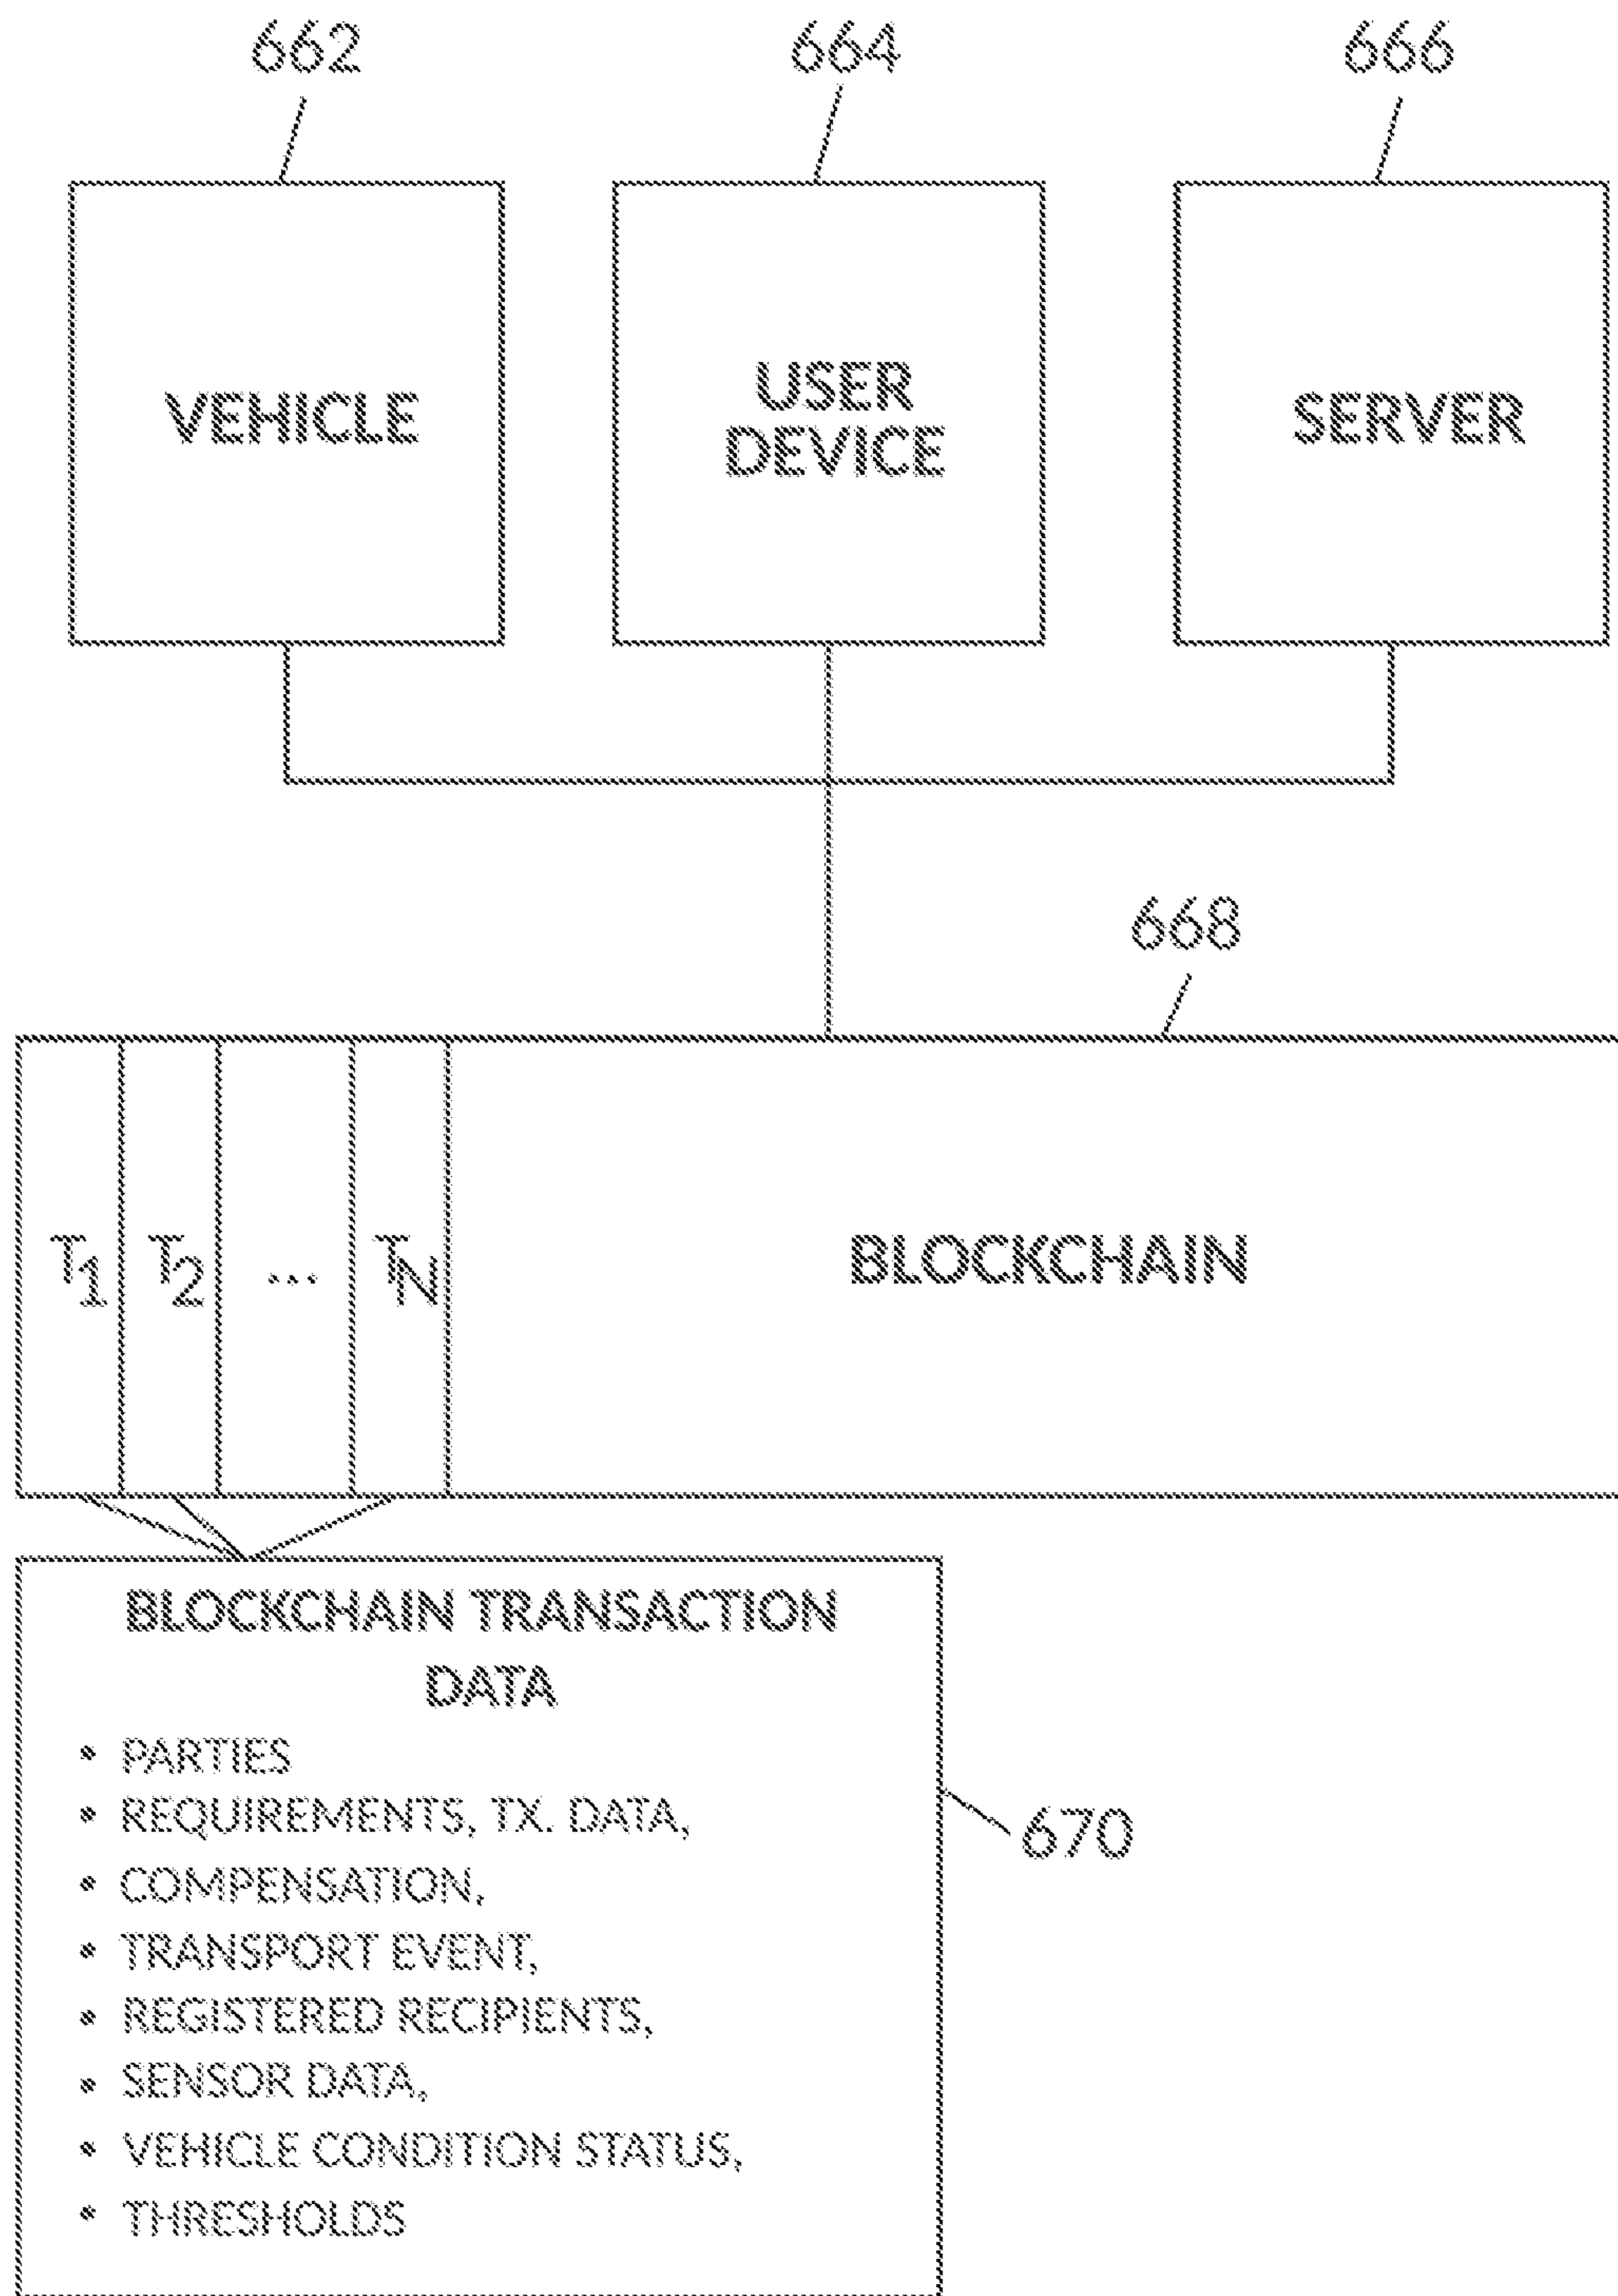 662 664 666
VEHICLE
USER
DEVICE
SERVER
668
T1 T2 ... TN BLOCKCHAIN
BLOCKCHAIN TRANSACTION
DATA
• PARTIES
• REQUIREMENTS, TX. DATA,
• COMPENSATION,
• TRANSPORT EVENT,
• REGISTERED RECIPIENTS,
• SENSOR DATA,
• VEHICLE CONDITION STATUS,
• THRESHOLDS
670